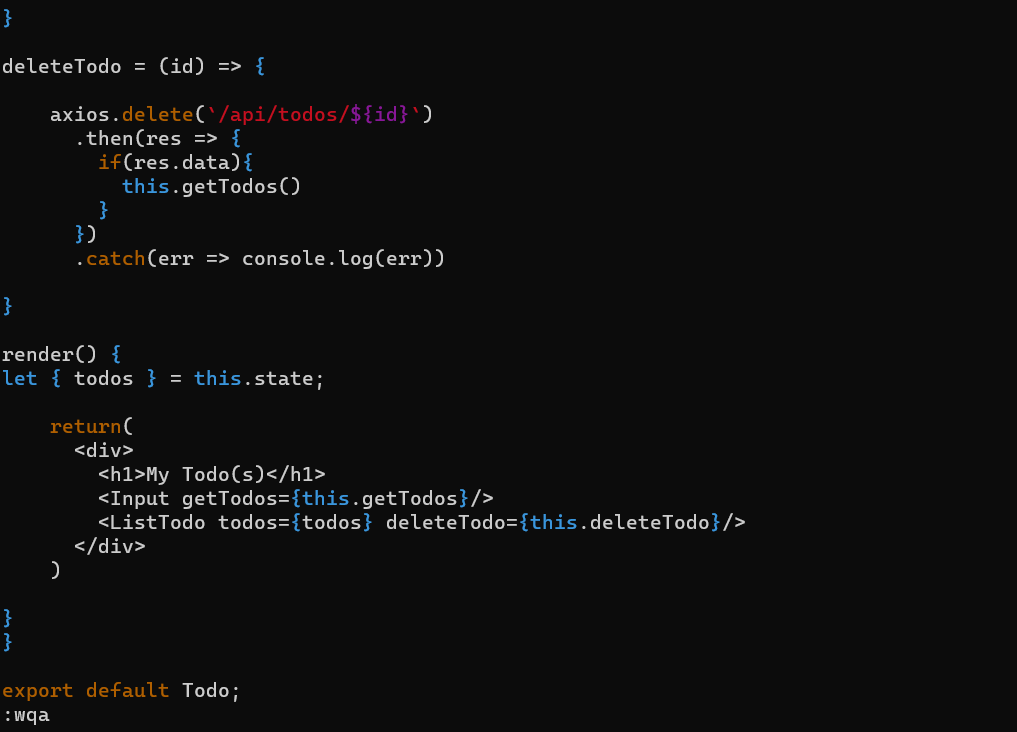 }
deleteTodo = (id) => {
    axios.delete(`/api/todos/${id}`)
      .then(res => {
        if(res.data){
          this.getTodos()
        }
      })
      .catch(err => console.log(err))
}
render() {
let { todos } = this.state;
    return(
      <div>
        <h1>My Todo(s)</h1>
        <Input getTodos={this.getTodos}/>
        <ListTodo todos={todos} deleteTodo={this.deleteTodo}/>
      </div>
    )
}
}
export default Todo;
:wqa